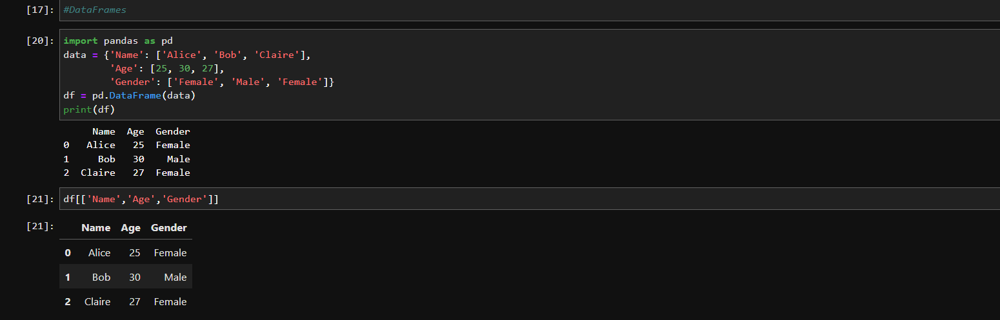 [17]: #DataFrames
[20]: import pandas as pd
data = {'Name': ['Alice', 'Bob', 'Claire'],
        'Age': [25, 30, 27],
        'Gender': ['Female', 'Male', 'Female']}
df = pd.DataFrame(data)
print(df)
     Name  Age  Gender
0   Alice   25  Female
1     Bob   30    Male
2  Claire   27  Female
[21]: df[['Name','Age','Gender']]
[21]: Name Age Gender
0 Alice 25 Female
1 Bob 30 Male
2 Claire 27 Female